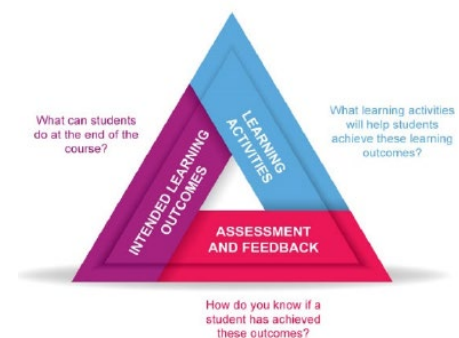 What can students
do at the end of the
course?
INTENDED LEARNING
OUTCOMES
LEARNING
ACTIVITIES
What learning activities
will help students
achieve these learning
outcomes?
ASSESSMENT
AND FEEDBACK
How do you know if a
student has achieved
these outcomes?